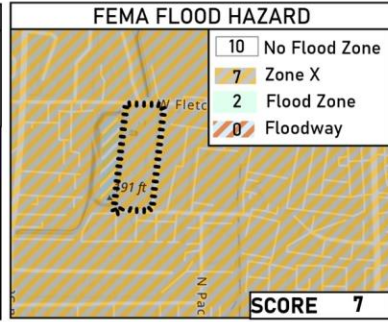 FEMA FLOOD HAZARD
10 No Flood Zone
7 Zone X
2 Flood Zone
0 Floodway
W Fletc
91 ft
N Pac
SCORE 7